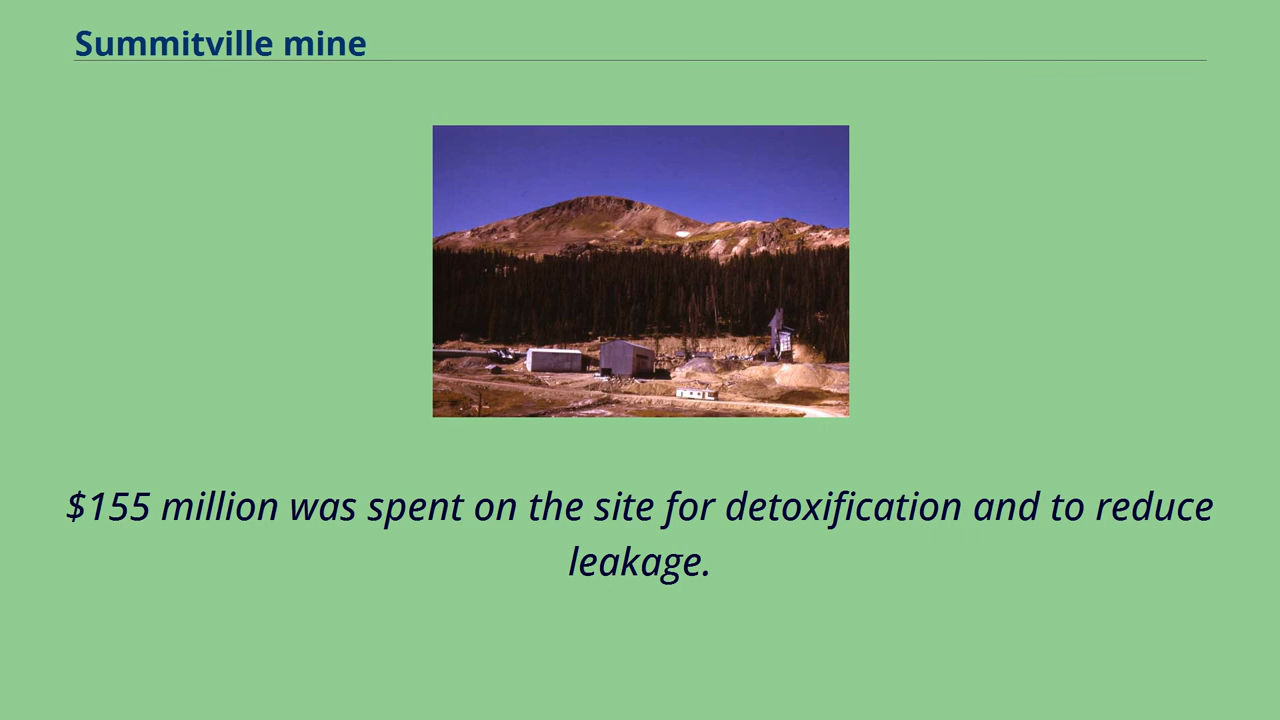 Summitville mine
$155 million was spent on the site for detoxification and to reduce
leakage.